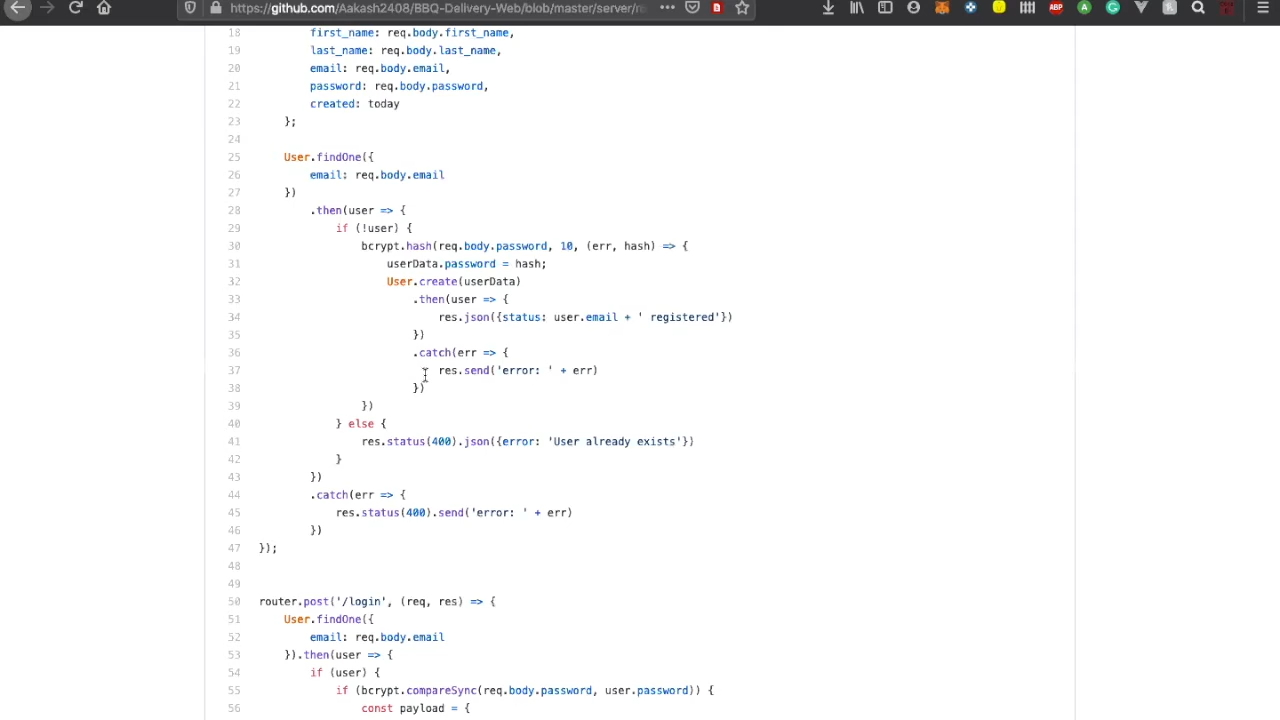 https://github.com/Aakash2408/BBQ-Delivery-Web/blob/master/server/r
ABP
18 first_name: req.body.first_name,
19 last_name: req.body.last_name,
20 email: req.body.email,
21 password: req.body.password,
22 created: today
23 };
24
25 User.findOne({
26 email: req.body.email
27 })
28 .then(user => {
29 if (!user) {
30 bcrypt.hash(req.body.password, 10, (err, hash) => {
31 userData.password = hash;
32 User.create(userData)
33 .then(user => {
34 res.json({status: user.email + ' registered'})
35 })
36 .catch(err => {
37 res.send('error: ' + err)
38 })
39 })
40 } else {
41 res.status(400).json({error: 'User already exists'})
42 }
43 })
44 .catch(err => {
45 res.status(400).send('error: ' + err)
46 })
47 });
48
49
50 router.post('/login', (req, res) => {
51 User.findOne({
52 email: req.body.email
53 }).then(user => {
54 if (user) {
55 if (bcrypt.compareSync(req.body.password, user.password)) {
56 const payload = {